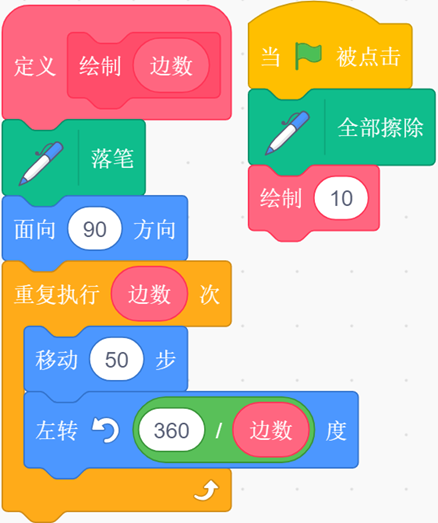 定义 绘制 边数
落笔
面向 90 方向
重复执行 边数 次
移动 50 步
左转 360 / 边数 度
当 被点击
全部擦除
绘制 10